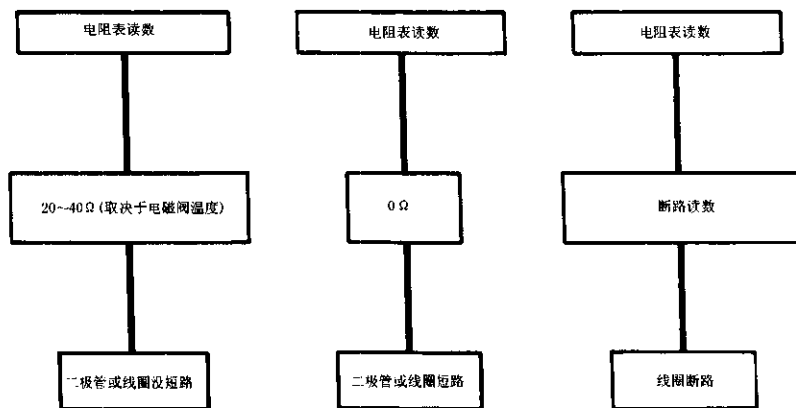 电阻表读数
电阻表读数
电阻表读数
20~40Ω(取决于电磁阀温度)
0Ω
断路读数
二极管或线圈没短路
二极管或线圈短路
线圈断路